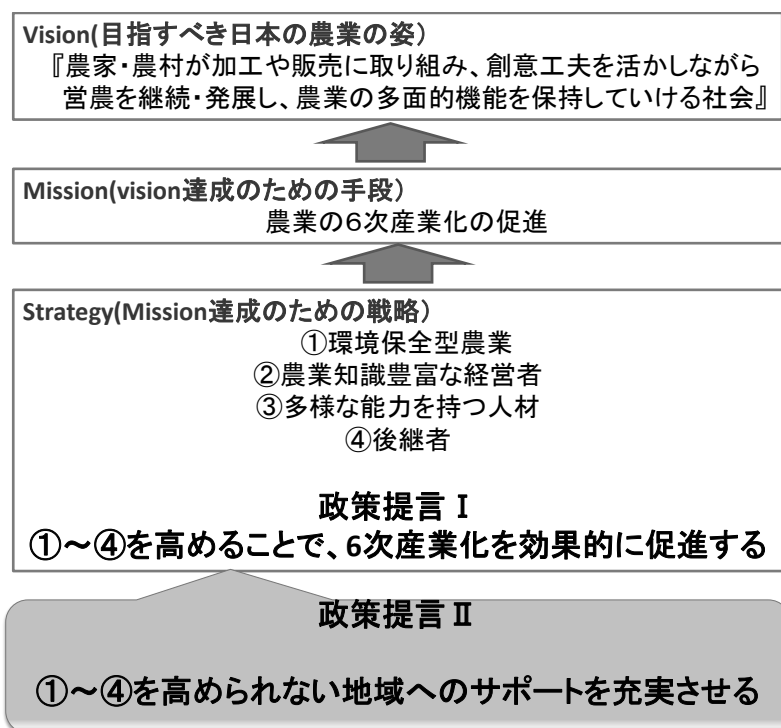 Vision(目指すべき日本の農業の姿)
『農家・農村が加工や販売に取り組み、創意工夫を活かしながら
営農を継続・発展し、農業の多面的機能を保持していける社会』
Mission(vision達成のための手段)
農業の6次産業化の促進
Strategy(Mission達成のための戦略)
①環境保全型農業
②農業知識豊富な経営者
③多様な能力を持つ人材
④後継者
政策提言Ⅰ
①～④を高めることで、6次産業化を効果的に促進する
政策提言Ⅱ
①～④を高められない地域へのサポートを充実させる